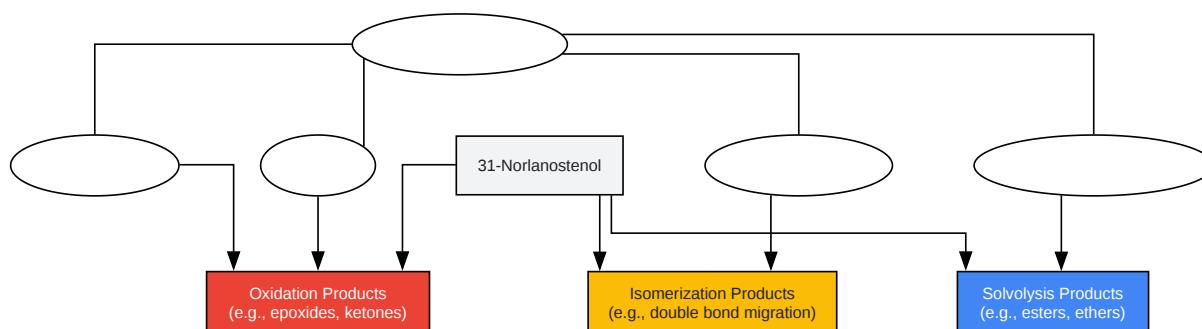 31-Norlanostenol
Oxidation Products
(e.g., epoxides, ketones)
Isomerization Products
(e.g., double bond migration)
Solvolysis Products
(e.g., esters, ethers)